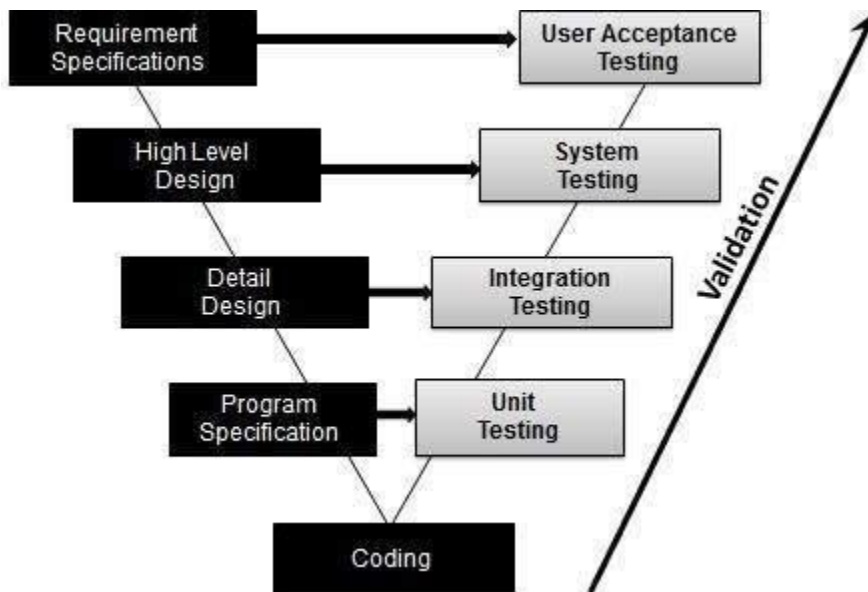 Requirement
Specifications
User Acceptance
Testing
High Level
Design
System
Testing
Validation
Detail
Design
Integration
Testing
Program
Specification
Unit
Testing
Coding